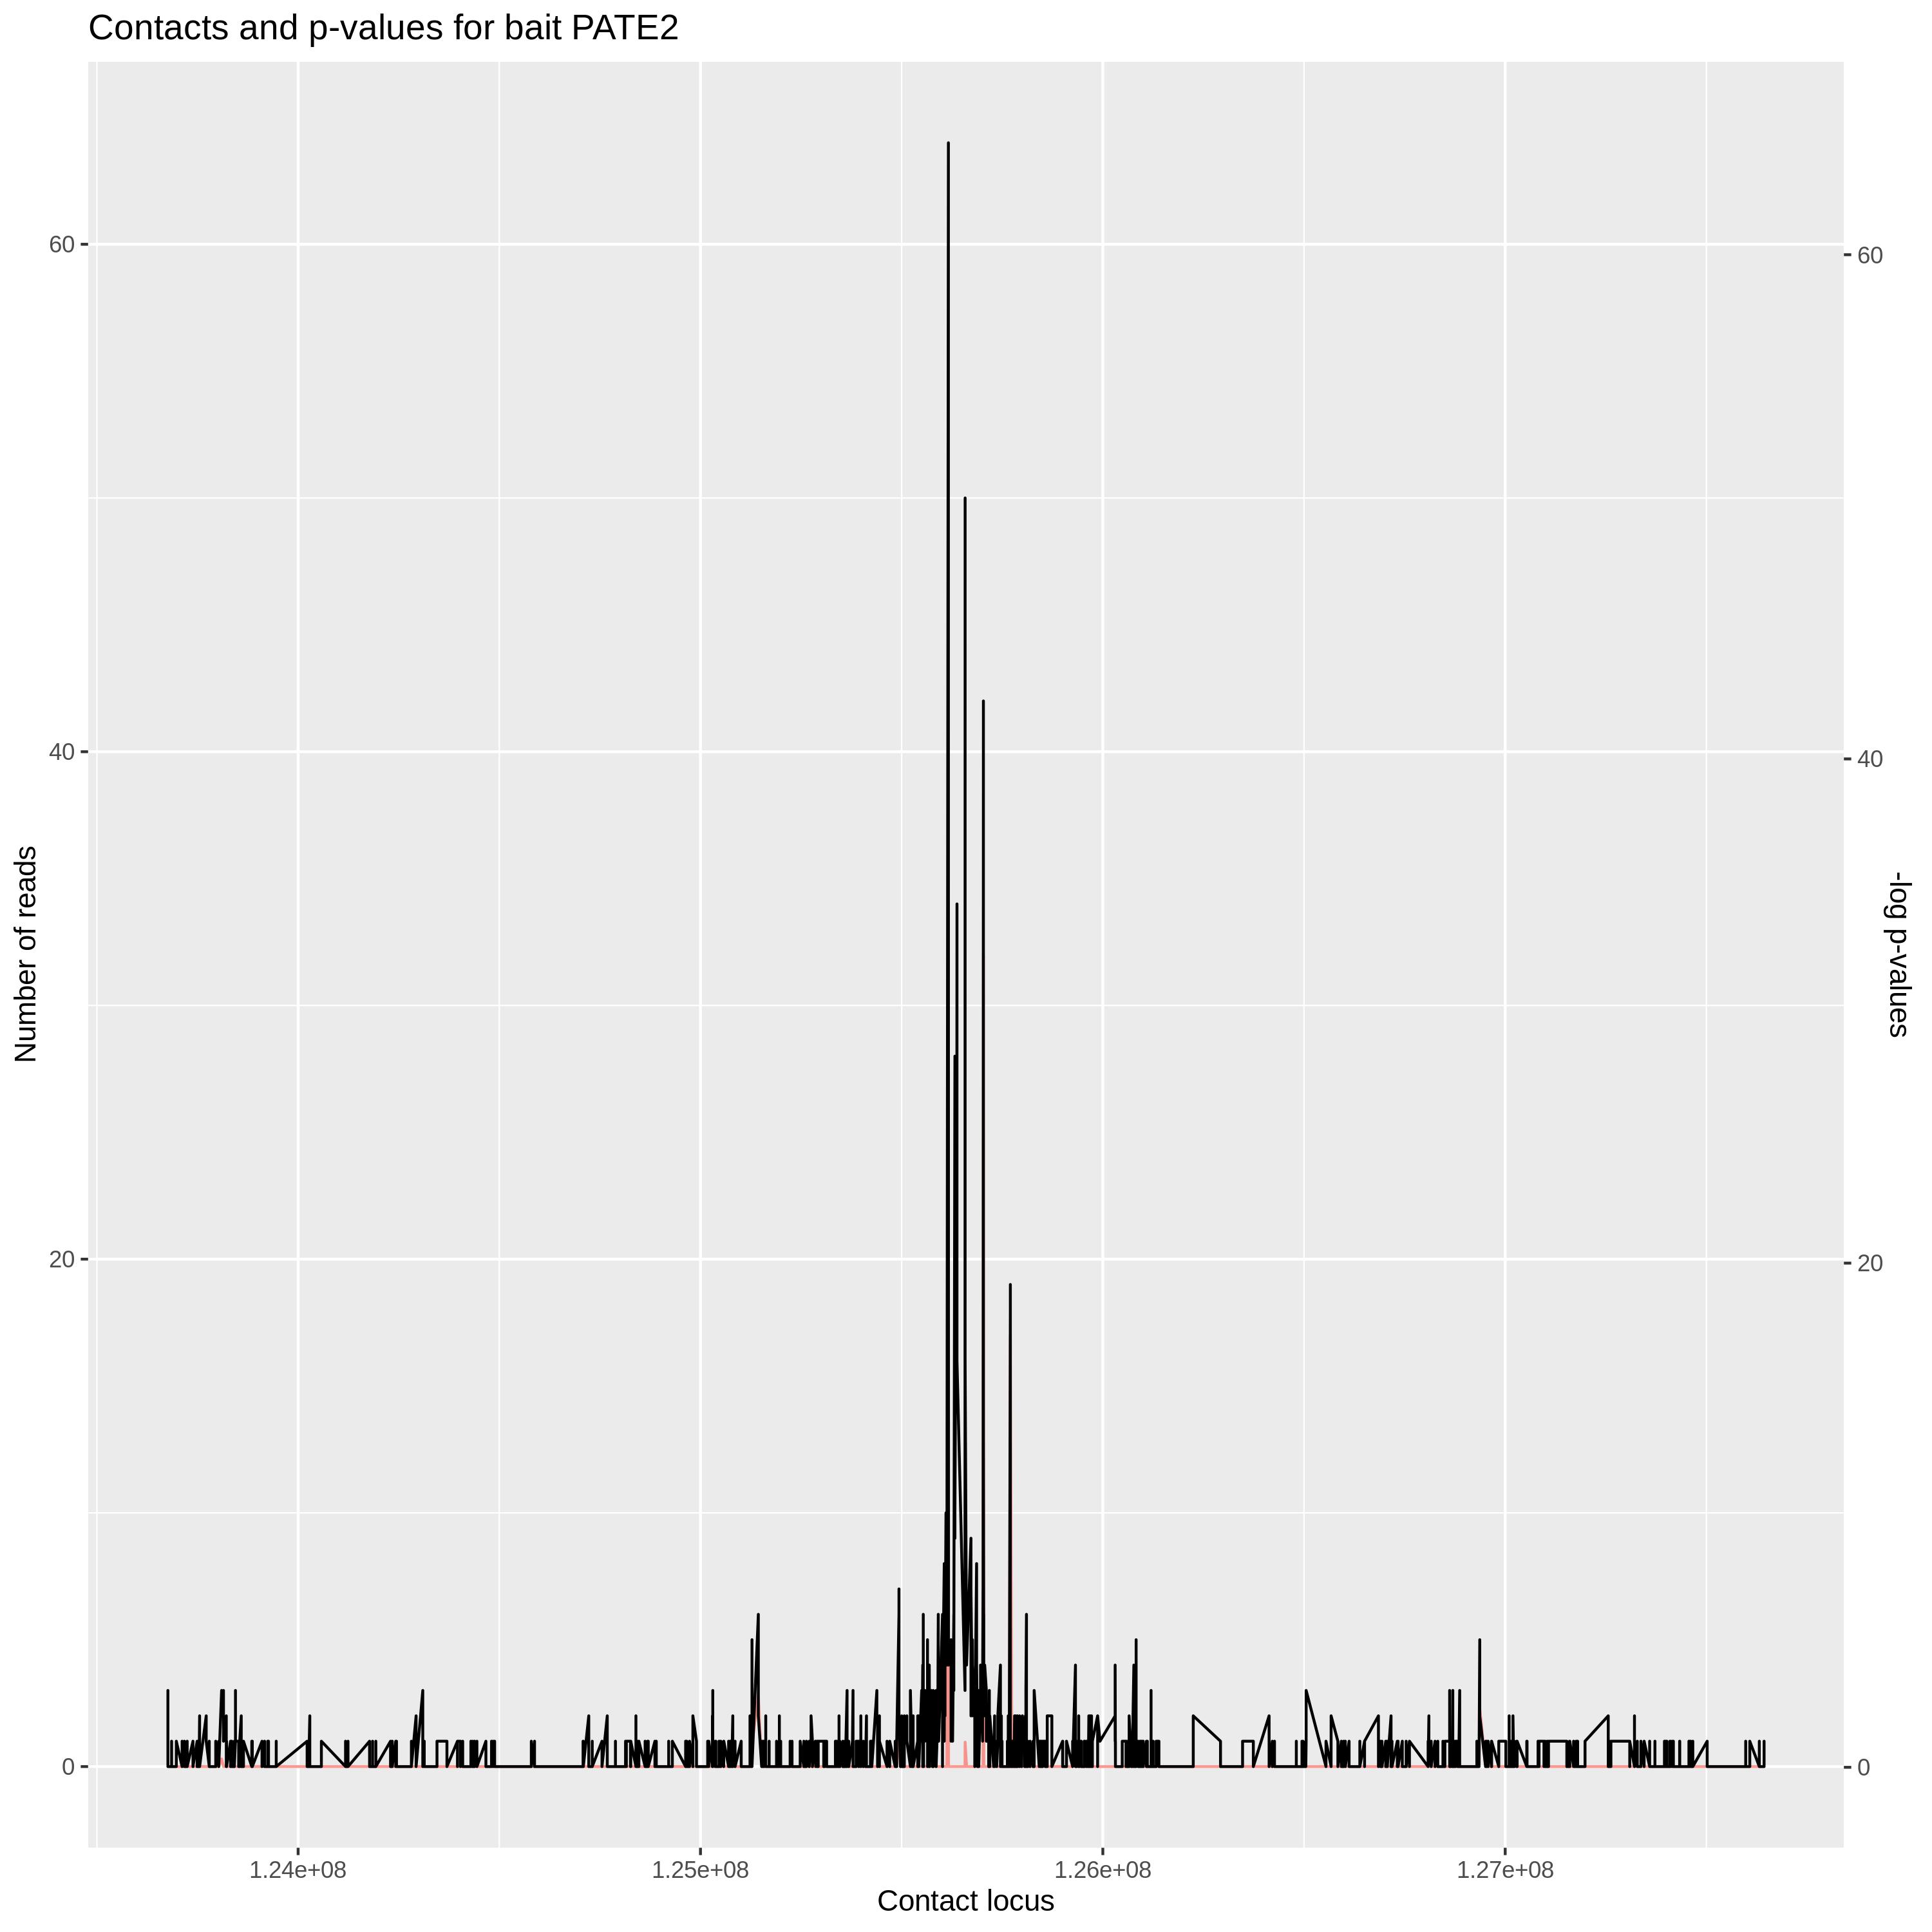 Contacts and p-values for bait PATE2
Number of reads
60
40
20
0
60
40
20
0
-log p-values
1.24e+08
1.25e+08
1.26e+08
1.27e+08
Contact locus